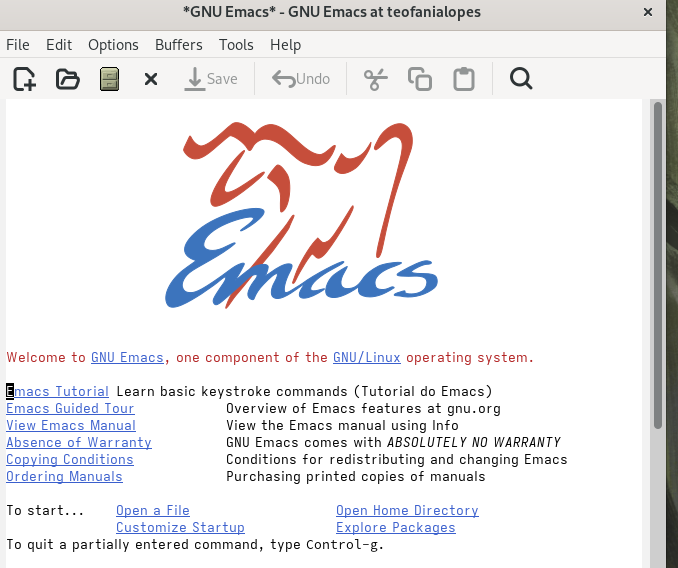 *GNU Emacs* - GNU Emacs at teofanialopes
File Edit Options Buffers Tools Help
Save Undo
Emacs
Welcome to GNU Emacs, one component of the GNU/Linux operating system.
Emacs Tutorial Learn basic keystroke commands (Tutorial do Emacs)
Emacs Guided Tour Overview of Emacs features at gnu.org
View Emacs Manual View the Emacs manual using Info
Absence of Warranty GNU Emacs comes with ABSOLUTELY NO WARRANTY
Copying Conditions Conditions for redistributing and changing Emacs
Ordering Manuals Purchasing printed copies of manuals
To start... Open a File Open Home Directory
Customize Startup Explore Packages
To quit a partially entered command, type Control-g.